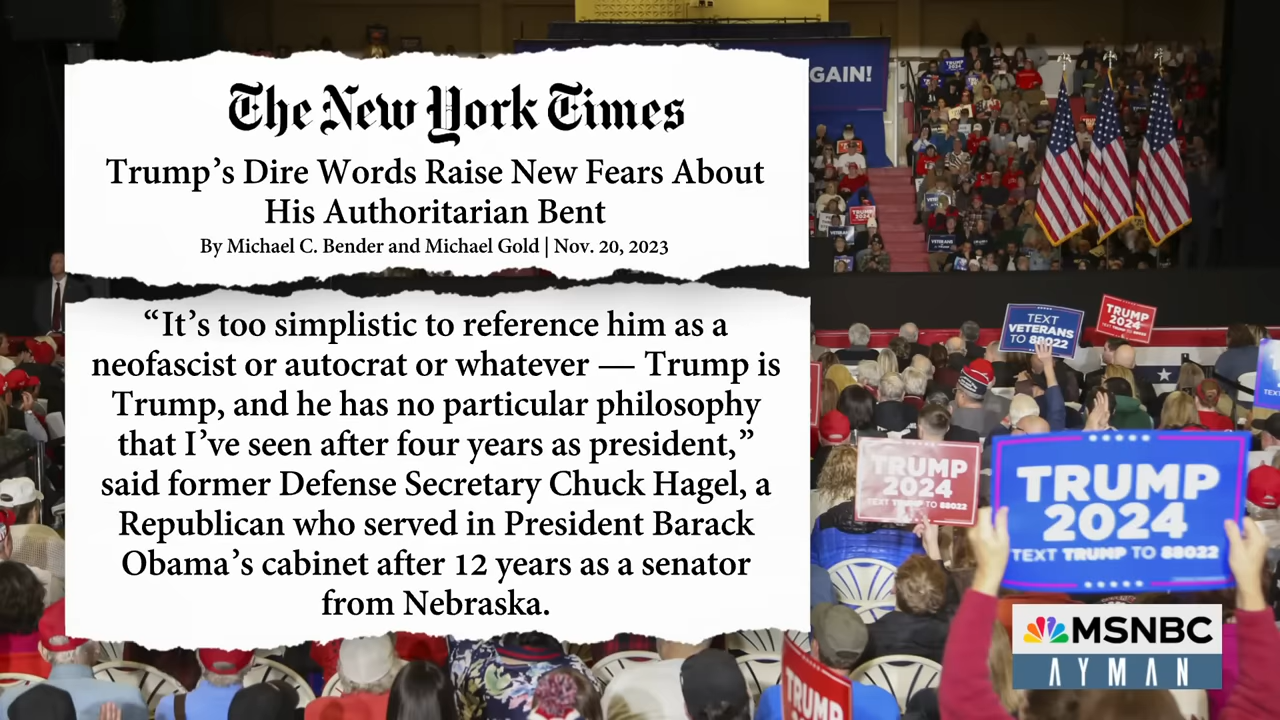 The New York Times
Trump's Dire Words Raise New Fears About
His Authoritarian Bent
By Michael C. Bender and Michael Gold | Nov. 20, 2023
“It's too simplistic to reference him as a
neofascist or autocrat or whatever — Trump is
Trump, and he has no particular philosophy
that I've seen after four years as president,”
said former Defense Secretary Chuck Hagel, a
Republican who served in President Barack
Obama's cabinet after 12 years as a senator
from Nebraska.
GAIN!
TEXT
VETERANS
TO 88022
TRUMP
2024
TRUMP
2024
TEXT TRUMP TO 88022
TRUMP
2024
TEXT TRUMP TO 88022
TRUMP
MSNBC
AYMAN